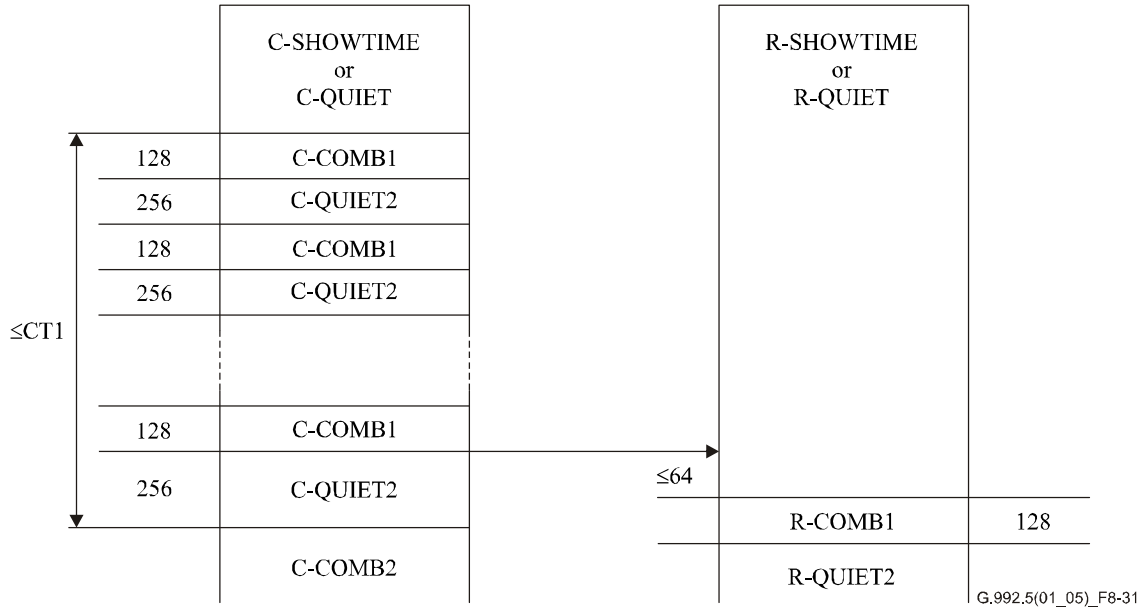 C-SHOWTIME
or
C-QUIET
R-SHOWTIME
or
R-QUIET
128 C-COMB1
256 C-QUIET2
128 C-COMB1
256 C-QUIET2
≤CT1
128 C-COMB1
256 C-QUIET2
≤64
R-COMB1 128
C-COMB2
R-QUIET2
G.992.5(01_05)_F8-31